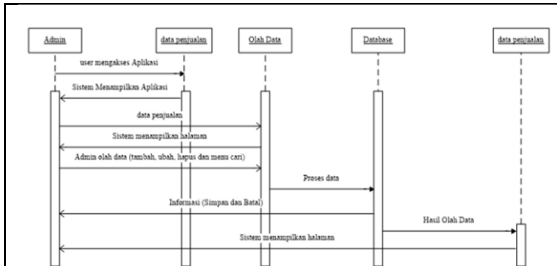 Admin
data penjualan
Olah Data
Database
data penjualan
user mengakses Aplikasi
Sistem Menampilkan Aplikasi
data penjualan
Sistem menampilkan halaman
Admin olah data (tambah, ubah, hapus dan menu cari)
Proses data
Informasi (Simpan dan Batal)
Hasil Olah Data
Sistem menampilkan halaman